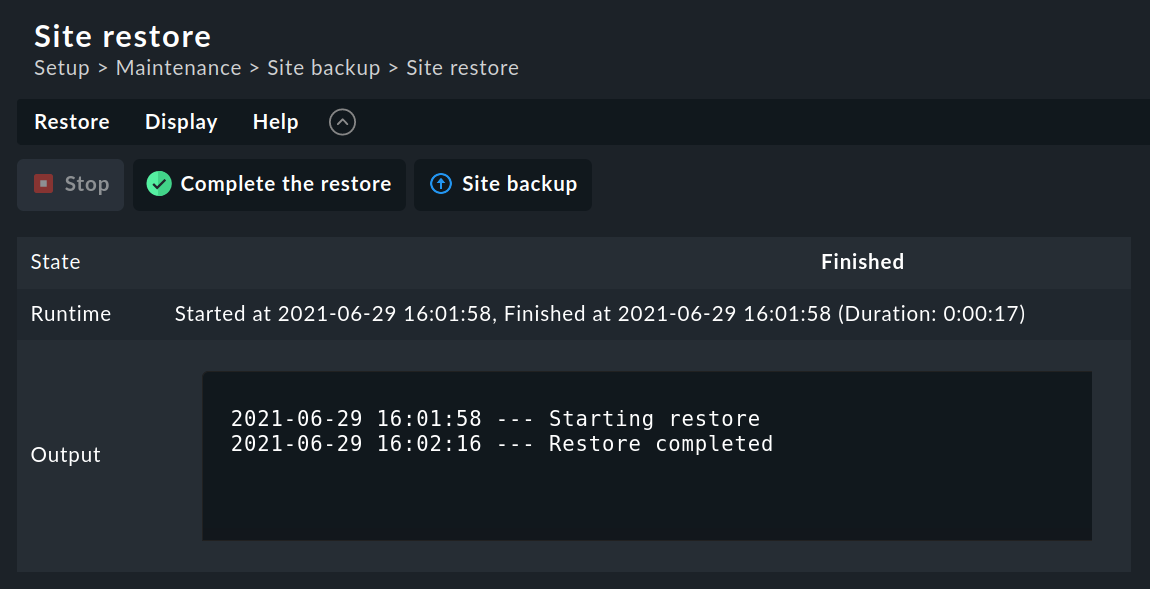 Site restore
Setup > Maintenance > Site backup > Site restore
Restore Display Help
Stop Complete the restore Site backup
State Finished
Runtime Started at 2021-06-29 16:01:58, Finished at 2021-06-29 16:01:58 (Duration: 0:00:17)
2021-06-29 16:01:58 --- Starting restore
2021-06-29 16:02:16 --- Restore completed
Output